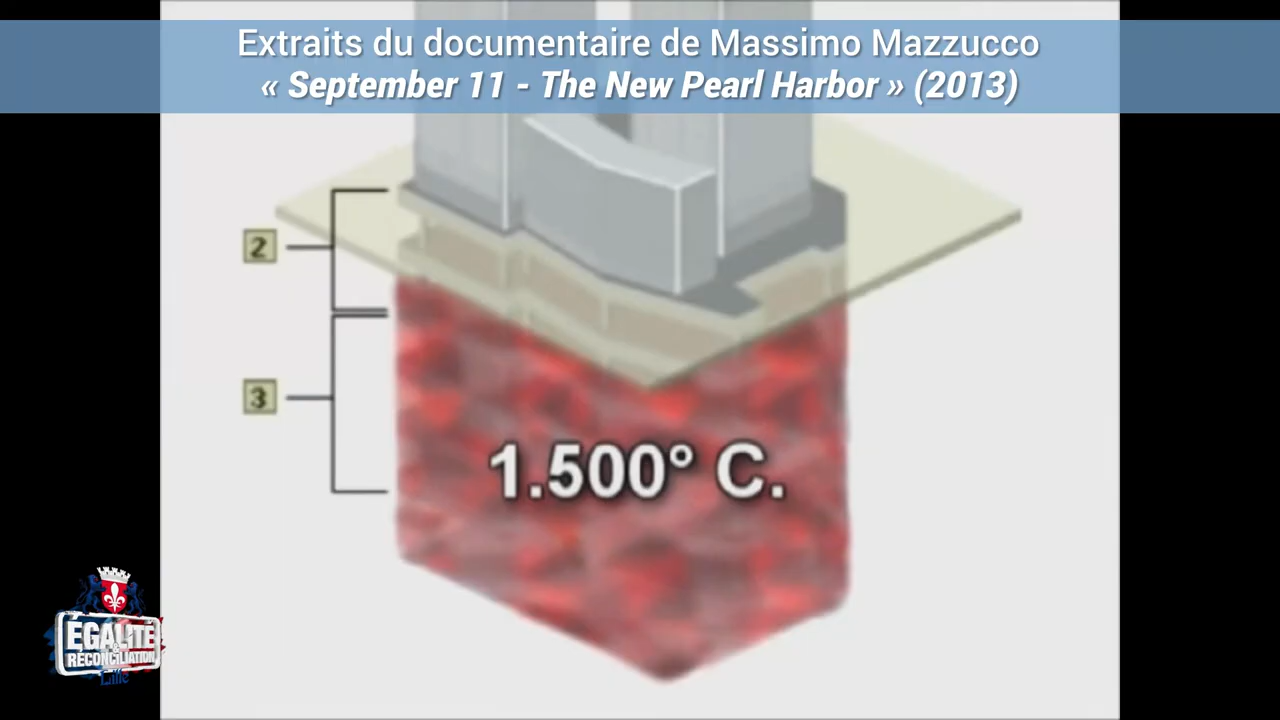 Extraits du documentaire de Massimo Mazzucco
« September 11 - The New Pearl Harbor » (2013)
2
3
1.500° C.
ÉGALITÉ
&
RÉCONCILIATION
Lille